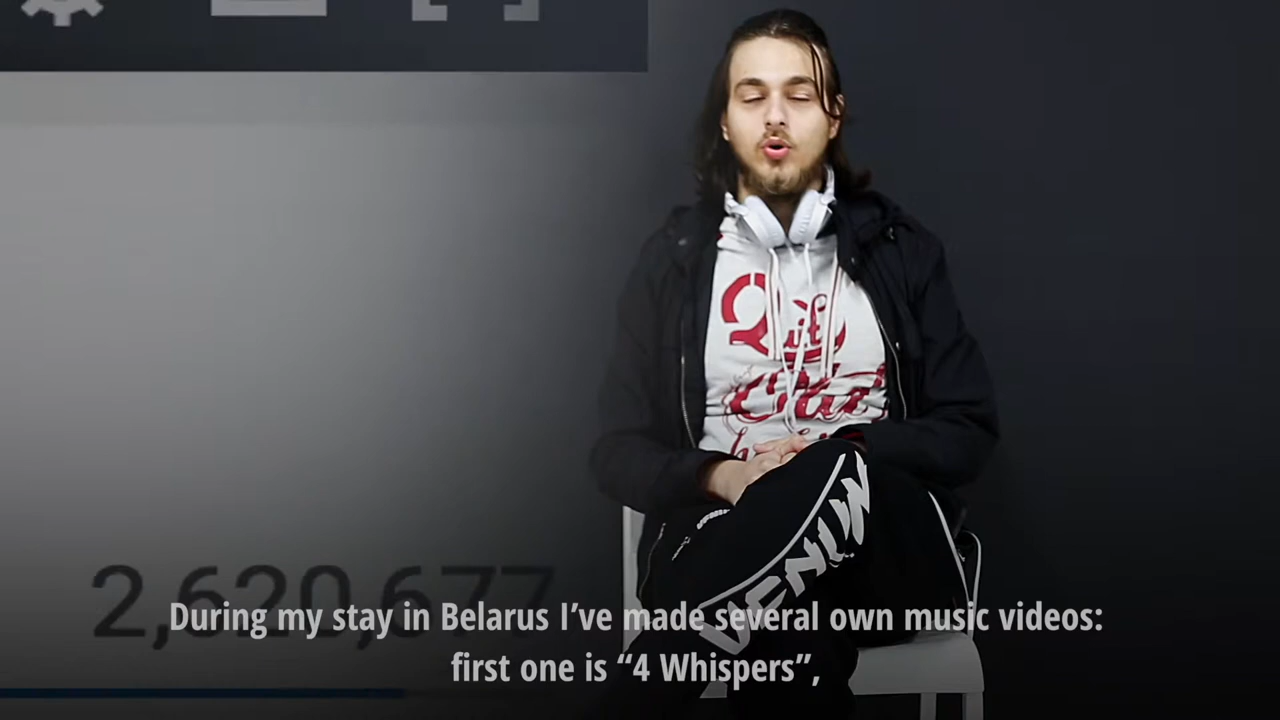 Quit
2,620,677
During my stay in Belarus I’ve made several own music videos:
first one is “4 Whispers”,